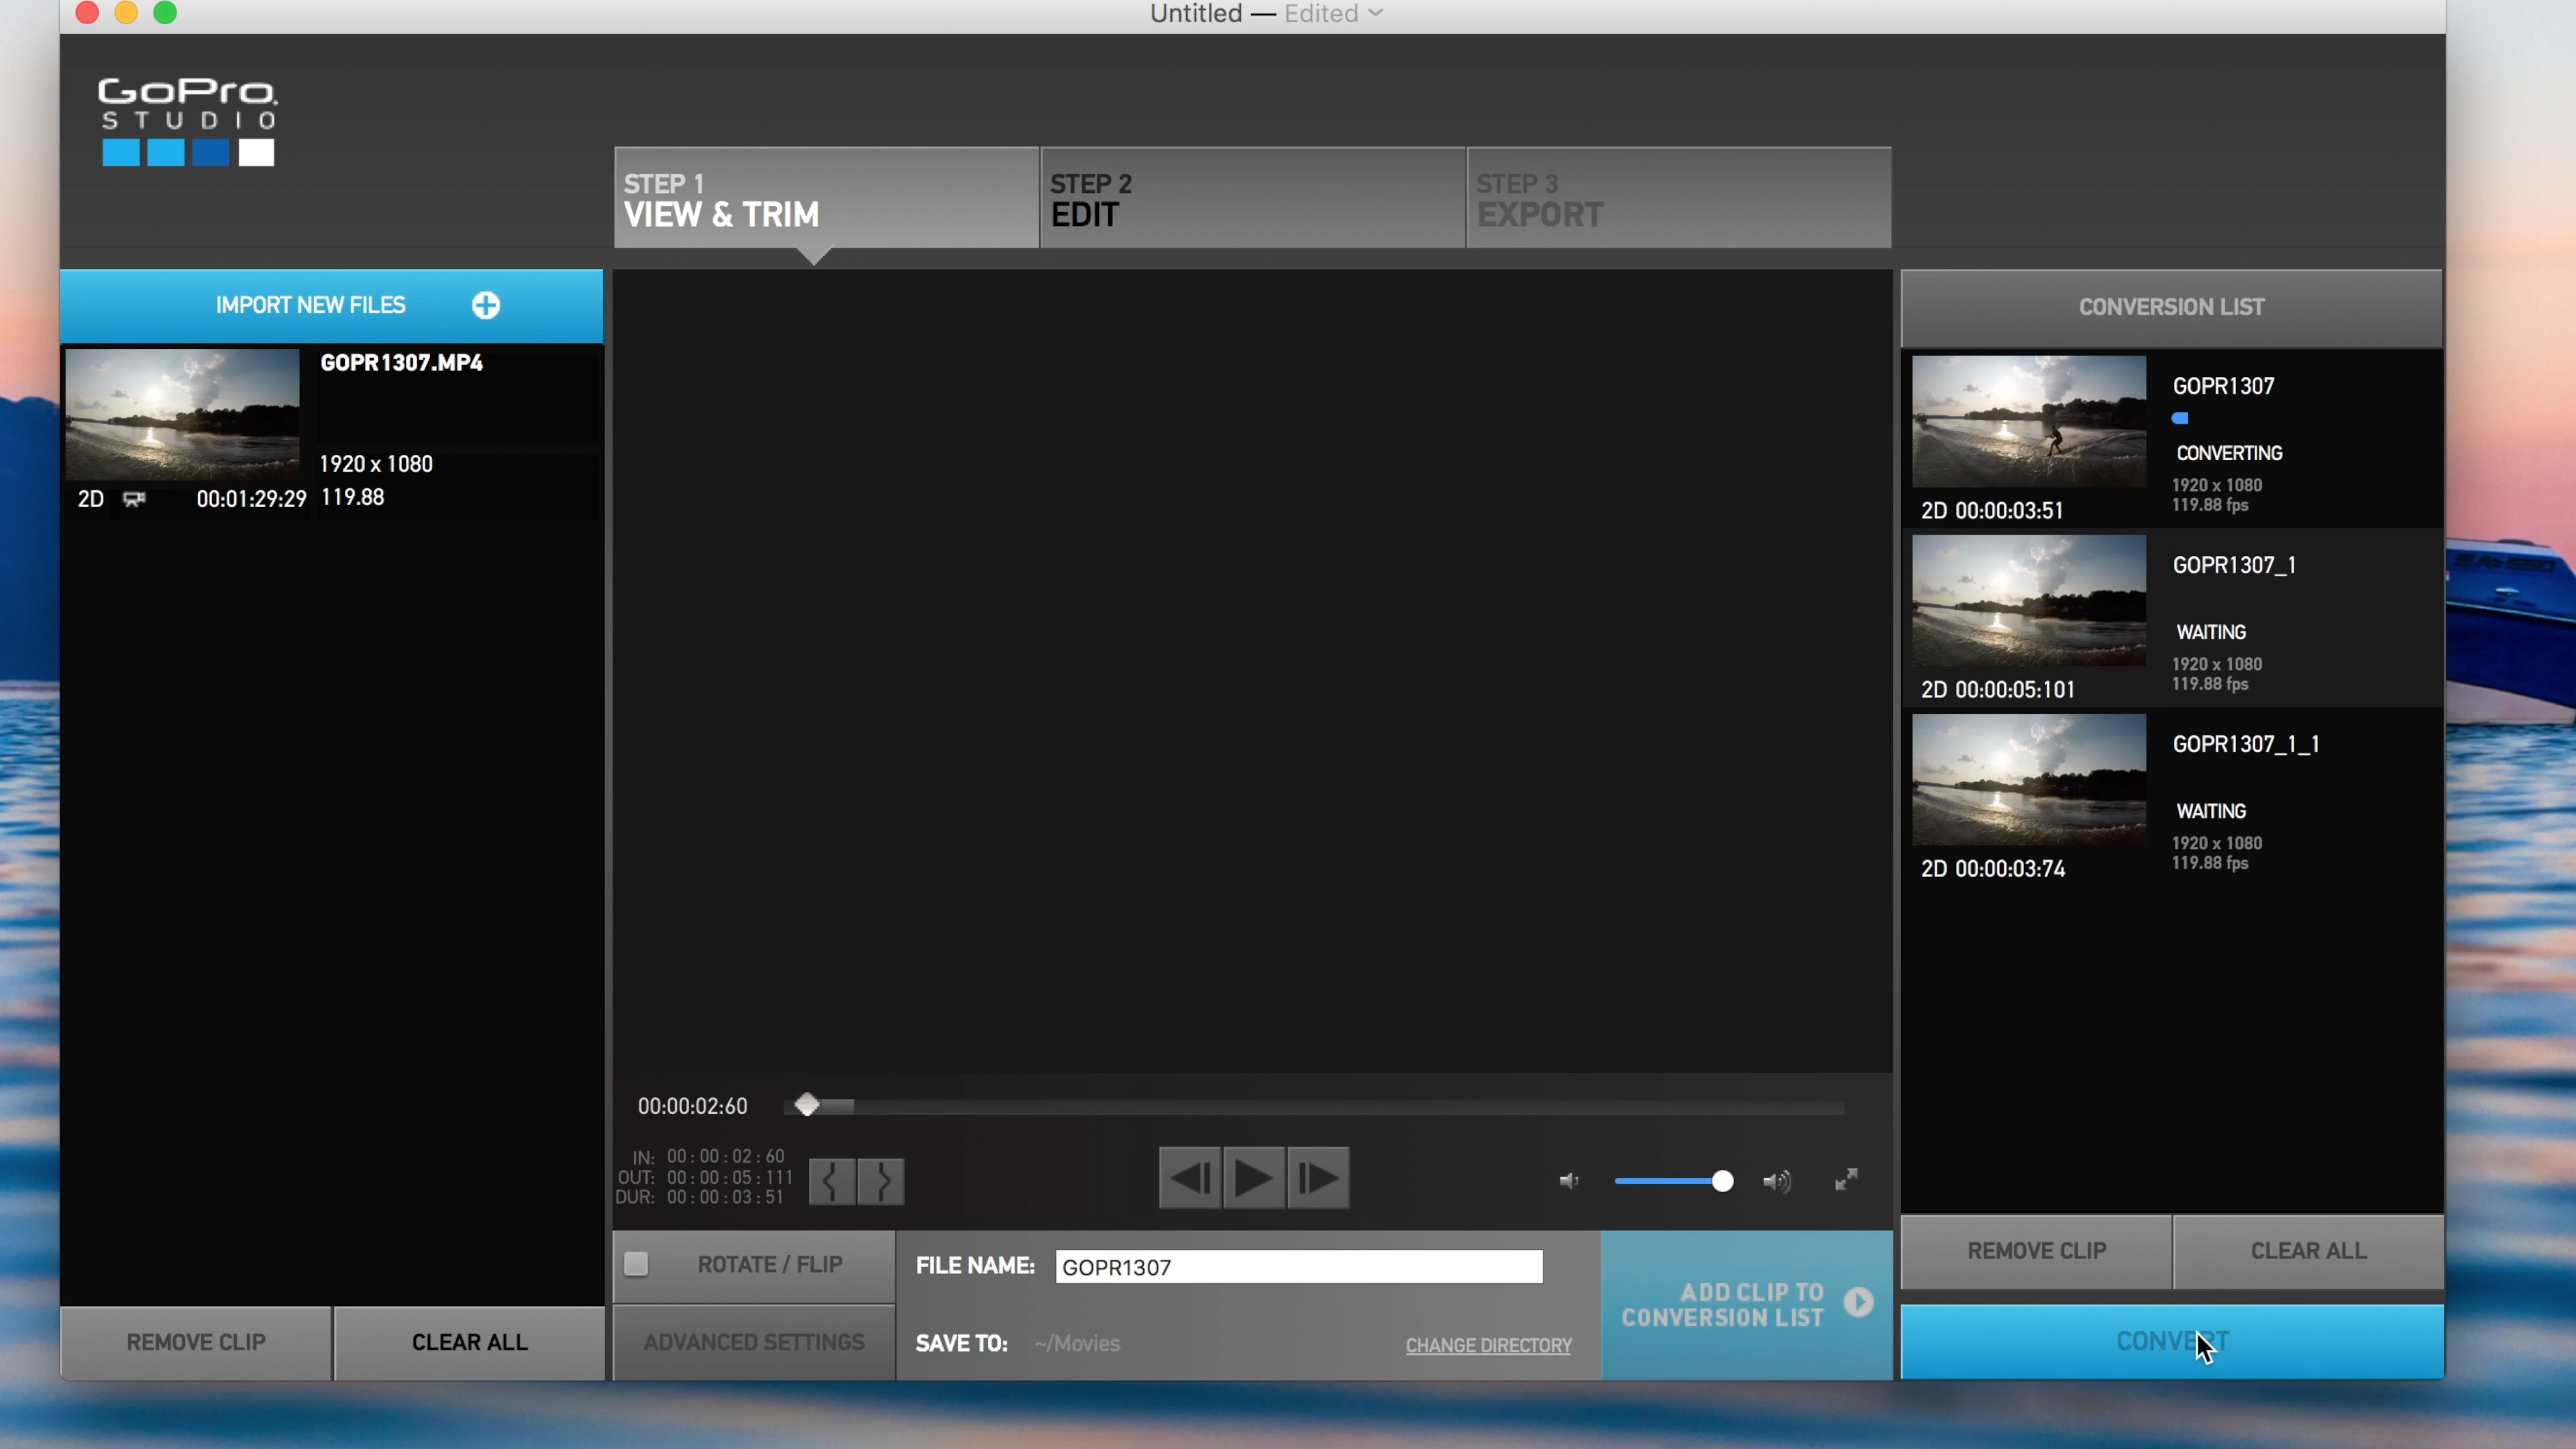 Untitled — Edited
GoPro
STUDIO
STEP 1
VIEW & TRIM
STEP 2
EDIT
STEP 3
EXPORT
IMPORT NEW FILES
GOPR1307.MP4
1920 x 1080
2D 00:01:29:29 119.88
CONVERSION LIST
GOPR1307
CONVERTING
1920 x 1080
119.88 fps
2D 00:00:03:51
GOPR1307_1
WAITING
1920 x 1080
119.88 fps
2D 00:00:05:101
GOPR1307_1_1
WAITING
1920 x 1080
119.88 fps
2D 00:00:03:74
00:00:02:60
IN: 00:00:02:60
OUT: 00:00:05:111
DUR: 00:00:03:51
ROTATE / FLIP
ADVANCED SETTINGS
FILE NAME: GOPR1307
SAVE TO: ~/Movies
CHANGE DIRECTORY
ADD CLIP TO
CONVERSION LIST
REMOVE CLIP
CLEAR ALL
REMOVE CLIP
CLEAR ALL
CONVERT